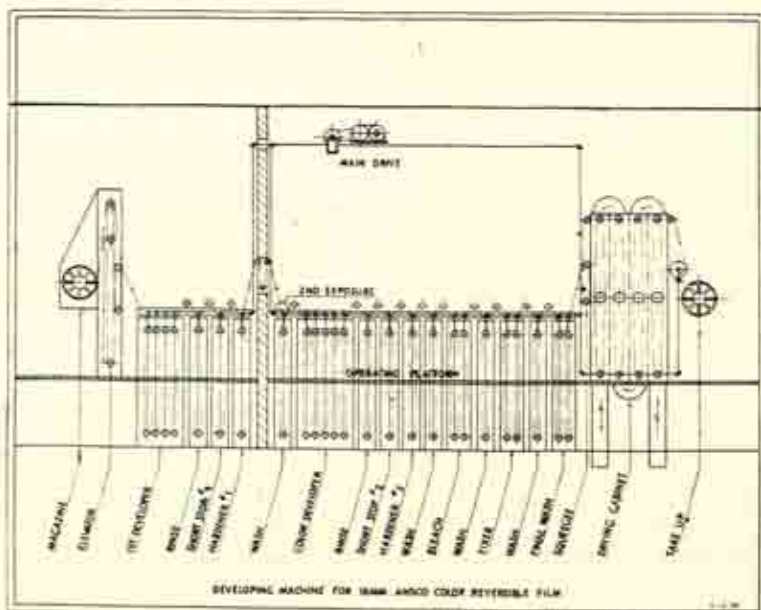 MAIN DRIVE
2ND EXPOSURE
OPERATING PLATFORM
MAGAZINE
ELEVATOR
1ST DEVELOPER
RINSE
SHORT STOP #1
HARDENER #1
WASH
COLOR DEVELOPER
RINSE
SHORT STOP #2
HARDENER #2
WASH
BLEACH
WASH
FIXER
WASH
FINAL WASH
SQUEEGEE
DRYING CABINET
TAKE UP
DEVELOPING MACHINE FOR 16MM ANSCO COLOR REVERSIBLE FILM